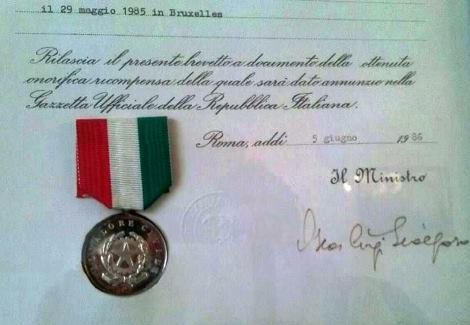 il 29 maggio 1985 in Bruxelles
Rilascia il presente brevetto a documento della ottenuta
onorifica ricompensa della quale sarà dato annunzio nella
Gazzetta Ufficiale della Repubblica Italiana.
Roma, addì 5 giugno 1986
Il Ministro